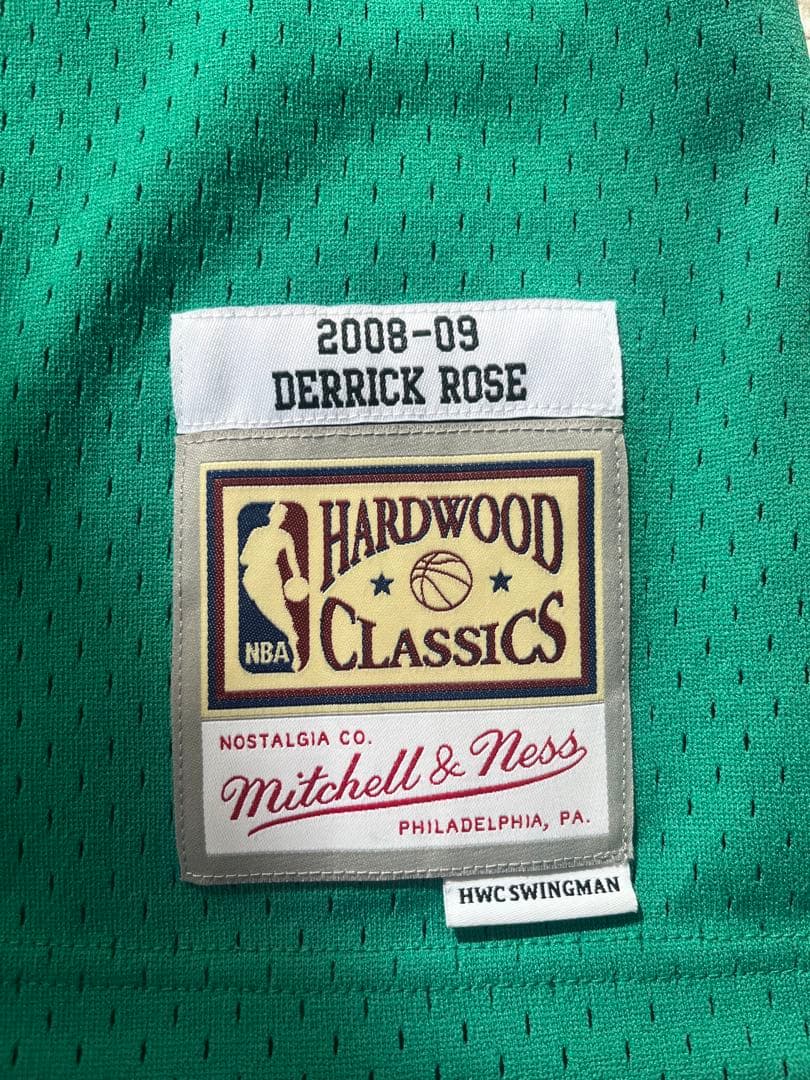 2008-09
DERRICK ROSE
HARDWOOD
CLASSICS
NBA
NOSTALGIA CO.
Mitchell & Ness
PHILADELPHIA, PA.
HWC SWINGMAN